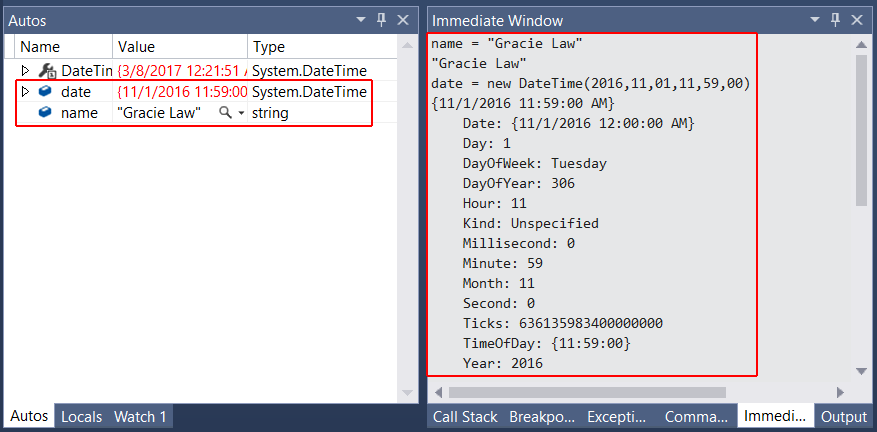 Autos
Name Value Type
DateTin {3/8/2017 12:21:51 A System.DateTime
date {11/1/2016 11:59:00 System.DateTime
name "Gracie Law" string
Autos Locals Watch 1
Immediate Window
name = "Gracie Law"
"Gracie Law"
date = new DateTime(2016,11,01,11,59,00)
{11/1/2016 11:59:00 AM}
Date: {11/1/2016 12:00:00 AM}
Day: 1
DayOfWeek: Tuesday
DayOfYear: 306
Hour: 11
Kind: Unspecified
Millisecond: 0
Minute: 59
Month: 11
Second: 0
Ticks: 636135983400000000
TimeOfDay: {11:59:00}
Year: 2016
Call Stack Breakpo... Excepti... Comma... Immedi... Output